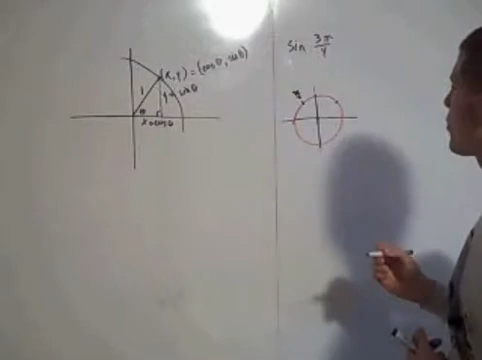 (x, y) = (cos θ, sin θ)
1
y = sin θ
θ
x = cos θ
sin 3π/4